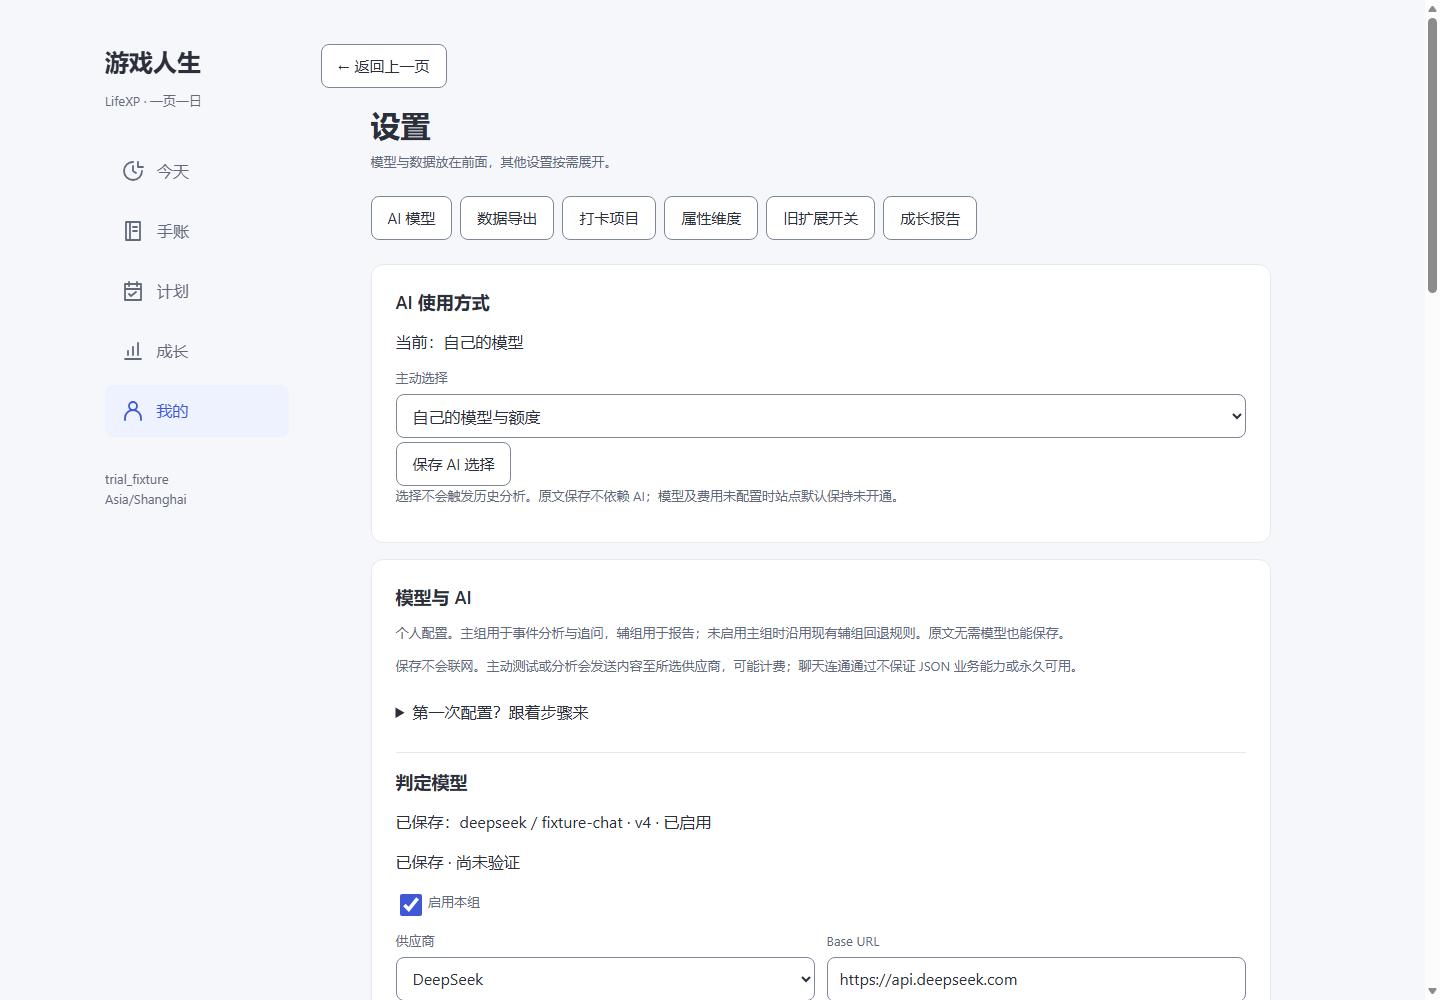 游戏人生
LifeXP · 一页一日
今天
手账
计划
成长
我的
trial_fixture
Asia/Shanghai
← 返回上一页
设置
模型与数据放在前面，其他设置按需展开。
AI 模型
数据导出
打卡项目
属性维度
旧扩展开关
成长报告
AI 使用方式
当前：自己的模型
主动选择
自己的模型与额度
保存 AI 选择
选择不会触发历史分析。原文保存不依赖 AI；模型及费用未配置时站点默认保持未开通。
模型与 AI
个人配置。主组用于事件分析与追问，辅组用于报告；未启用主组时沿用现有辅组回退规则。原文无需模型也能保存。
保存不会联网。主动测试或分析会发送内容至所选供应商，可能计费；聊天连通通过不保证 JSON 业务能力或永久可用。
▶ 第一次配置？跟着步骤来
判定模型
已保存：deepseek / fixture-chat · v4 · 已启用
已保存 · 尚未验证
启用本组
供应商
Base URL
DeepSeek
https://api.deepseek.com